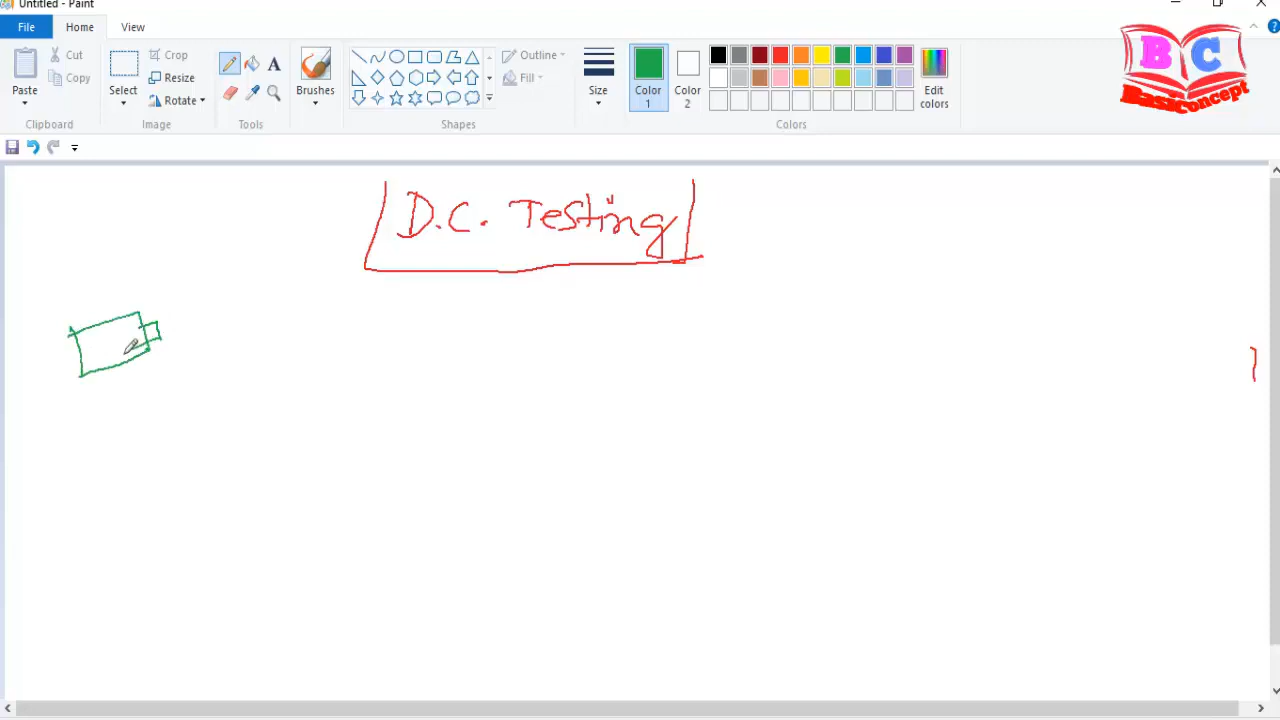 Untitled - Paint
File
Home
View
Paste
Cut
Copy
Clipboard
Select
Crop
Resize
Rotate
Image
A
Tools
Brushes
Outline
Fill
Shapes
Size
Color
1
Color
2
Edit
colors
Colors
B C
BasicConcept
D.C. Testing